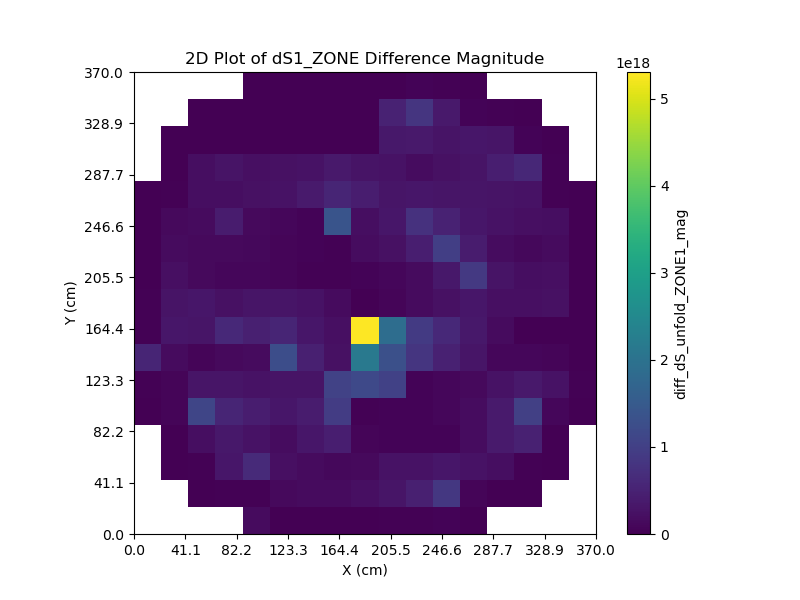 2D Plot of dS1_ZONE Difference Magnitude
1e18
370.0
328.9
287.7
246.6
205.5
164.4
123.3
82.2
41.1
0.0
Y (cm)
0.0 41.1 82.2 123.3 164.4 205.5 246.6 287.7 328.9 370.0
X (cm)
5
4
3
2
1
0
diff_ds_unfold_ZONE1_mag